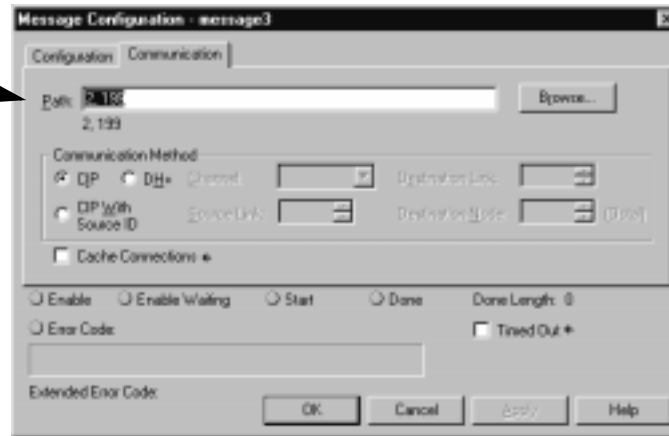 Message Configuration - message3
Configuration Communication
Path: 2, 199 Browse...
2, 199
Communication Method
CIP DH+ Channel: Destination Link:
CIP With Source ID Source Link: Destination Node: (Octal)
Cache Connections
Enable Enable Waiting Start Done Done Length: 0
Error Code: Timed Out
Extended Error Code:
OK Cancel Apply Help